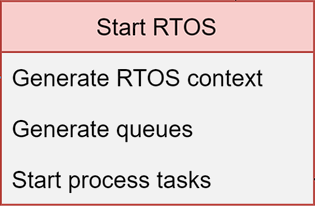 Start RTOS
Generate RTOS context
Generate queues
Start process tasks